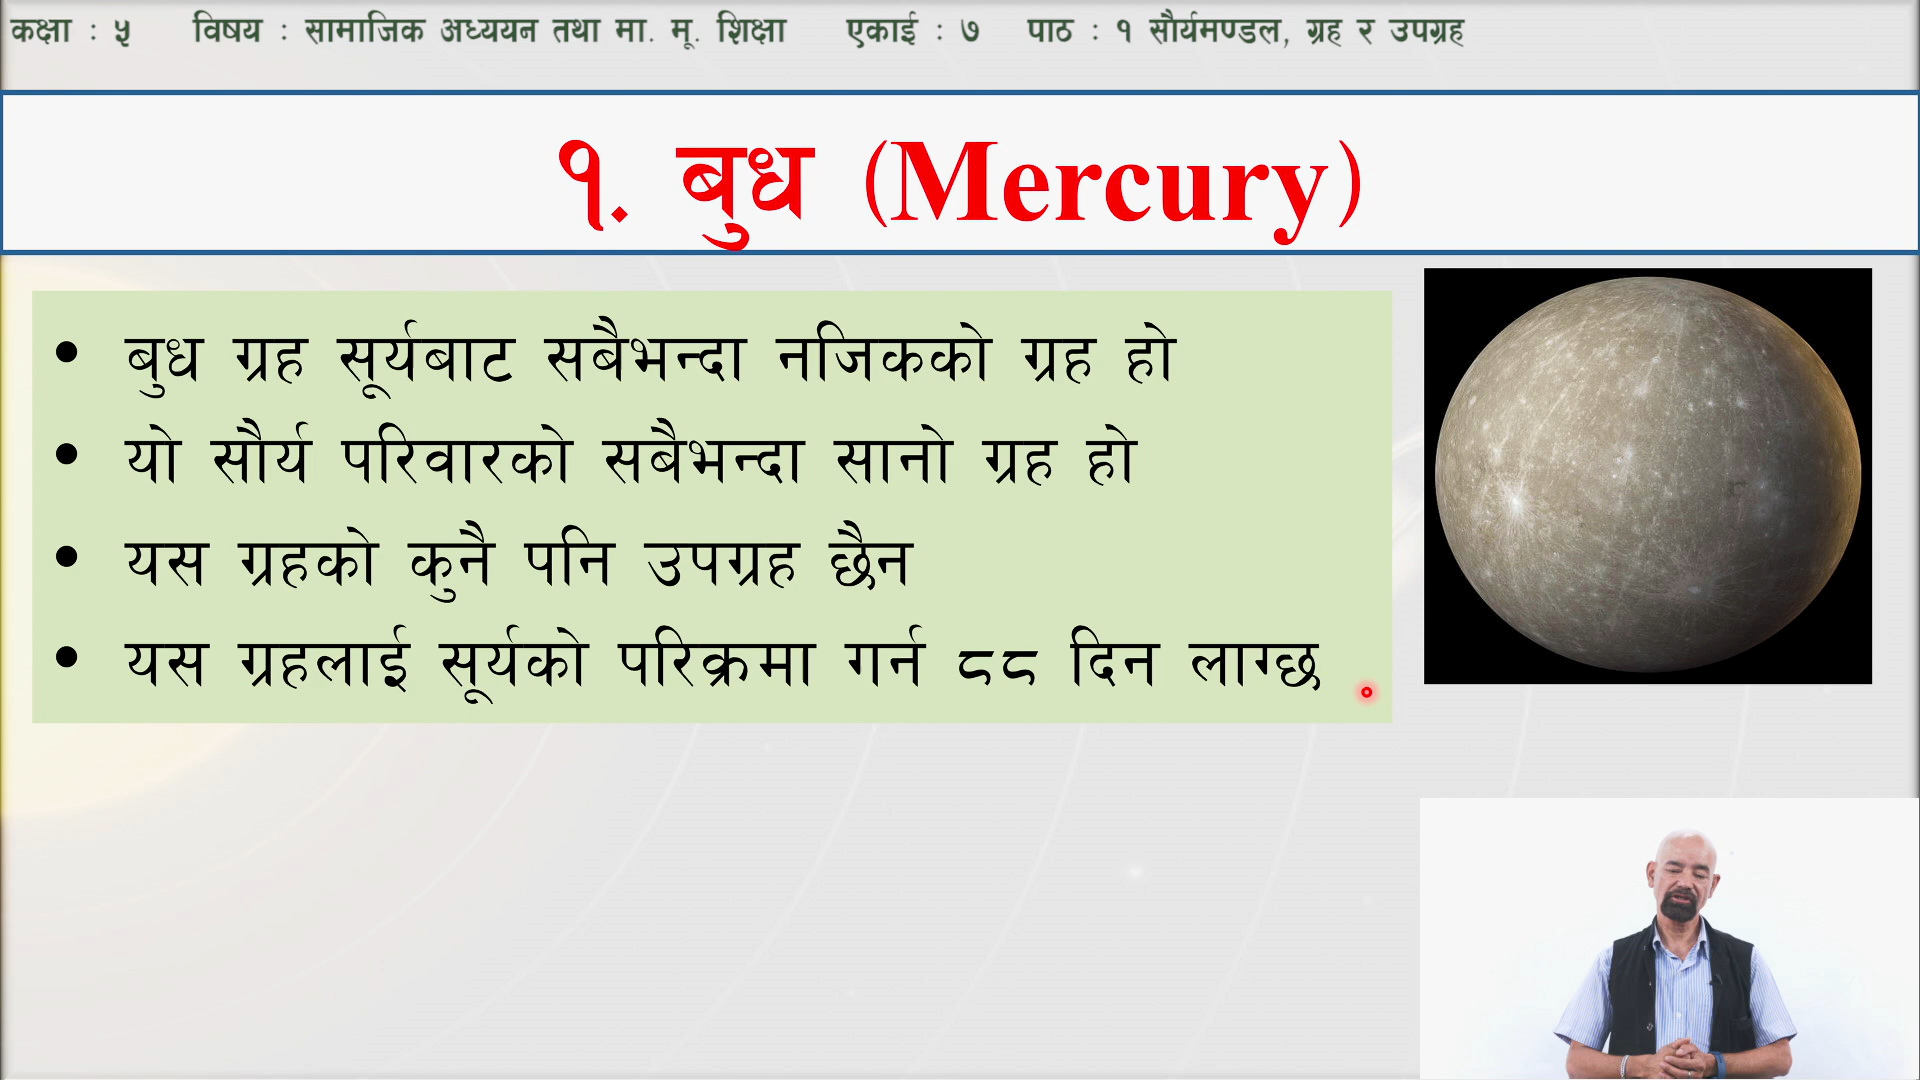 कक्षा : ५ विषय : सामाजिक अध्ययन तथा मा. मू. शिक्षा एकाई : ७ पाठ : १ सौर्यमण्डल, ग्रह र उपग्रह
१. बुध (Mercury)
• बुध ग्रह सूर्यबाट सबैभन्दा नजिकको ग्रह हो
• यो सौर्य परिवारको सबैभन्दा सानो ग्रह हो
• यस ग्रहको कुनै पनि उपग्रह छैन
• यस ग्रहलाई सूर्यको परिक्रमा गर्न ८८ दिन लाग्छ